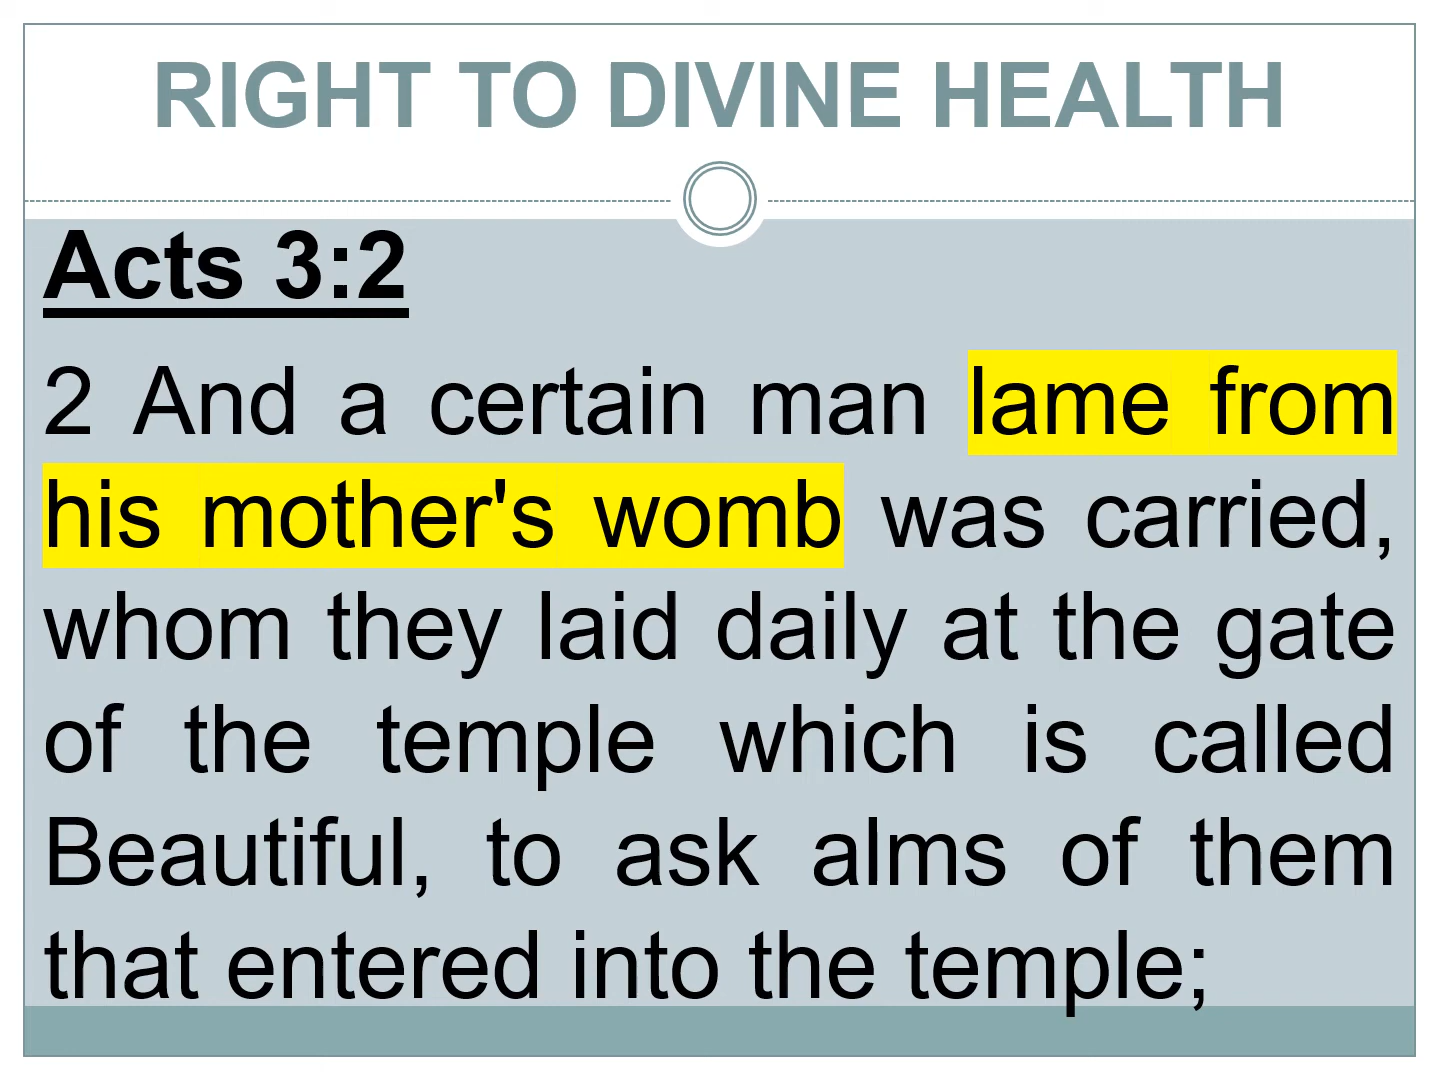 RIGHT TO DIVINE HEALTH
Acts 3:2
2 And a certain man lame from
his mother's womb was carried,
whom they laid daily at the gate
of the temple which is called
Beautiful, to ask alms of them
that entered into the temple;